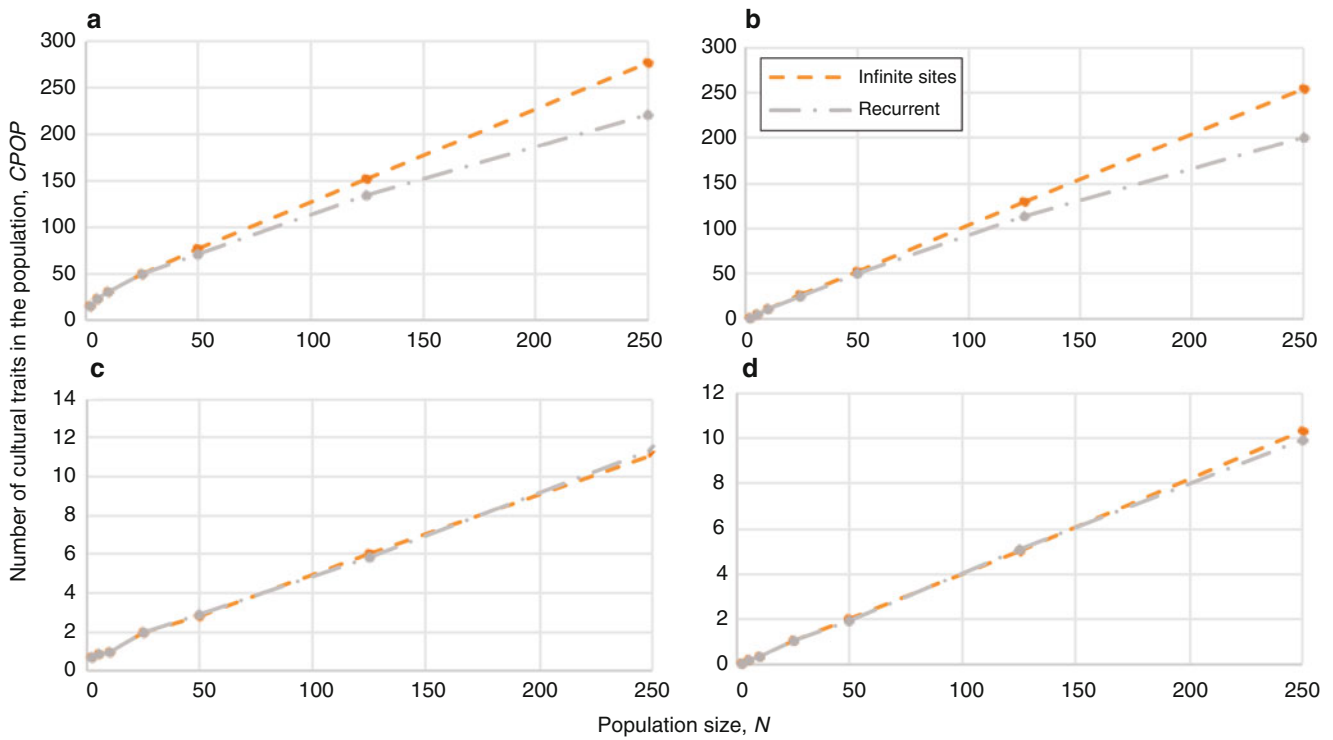 a
b
300
250
200
150
100
50
0
0 50 100 150 200 250
300
250
200
150
100
50
0
0 50 100 150 200 250
Infinite sites
Recurrent
c
d
14
12
10
8
6
4
2
0
0 50 100 150 200 250
12
10
8
6
4
2
0
0 50 100 150 200 250
Number of cultural traits in the population, CPOP
Population size, N